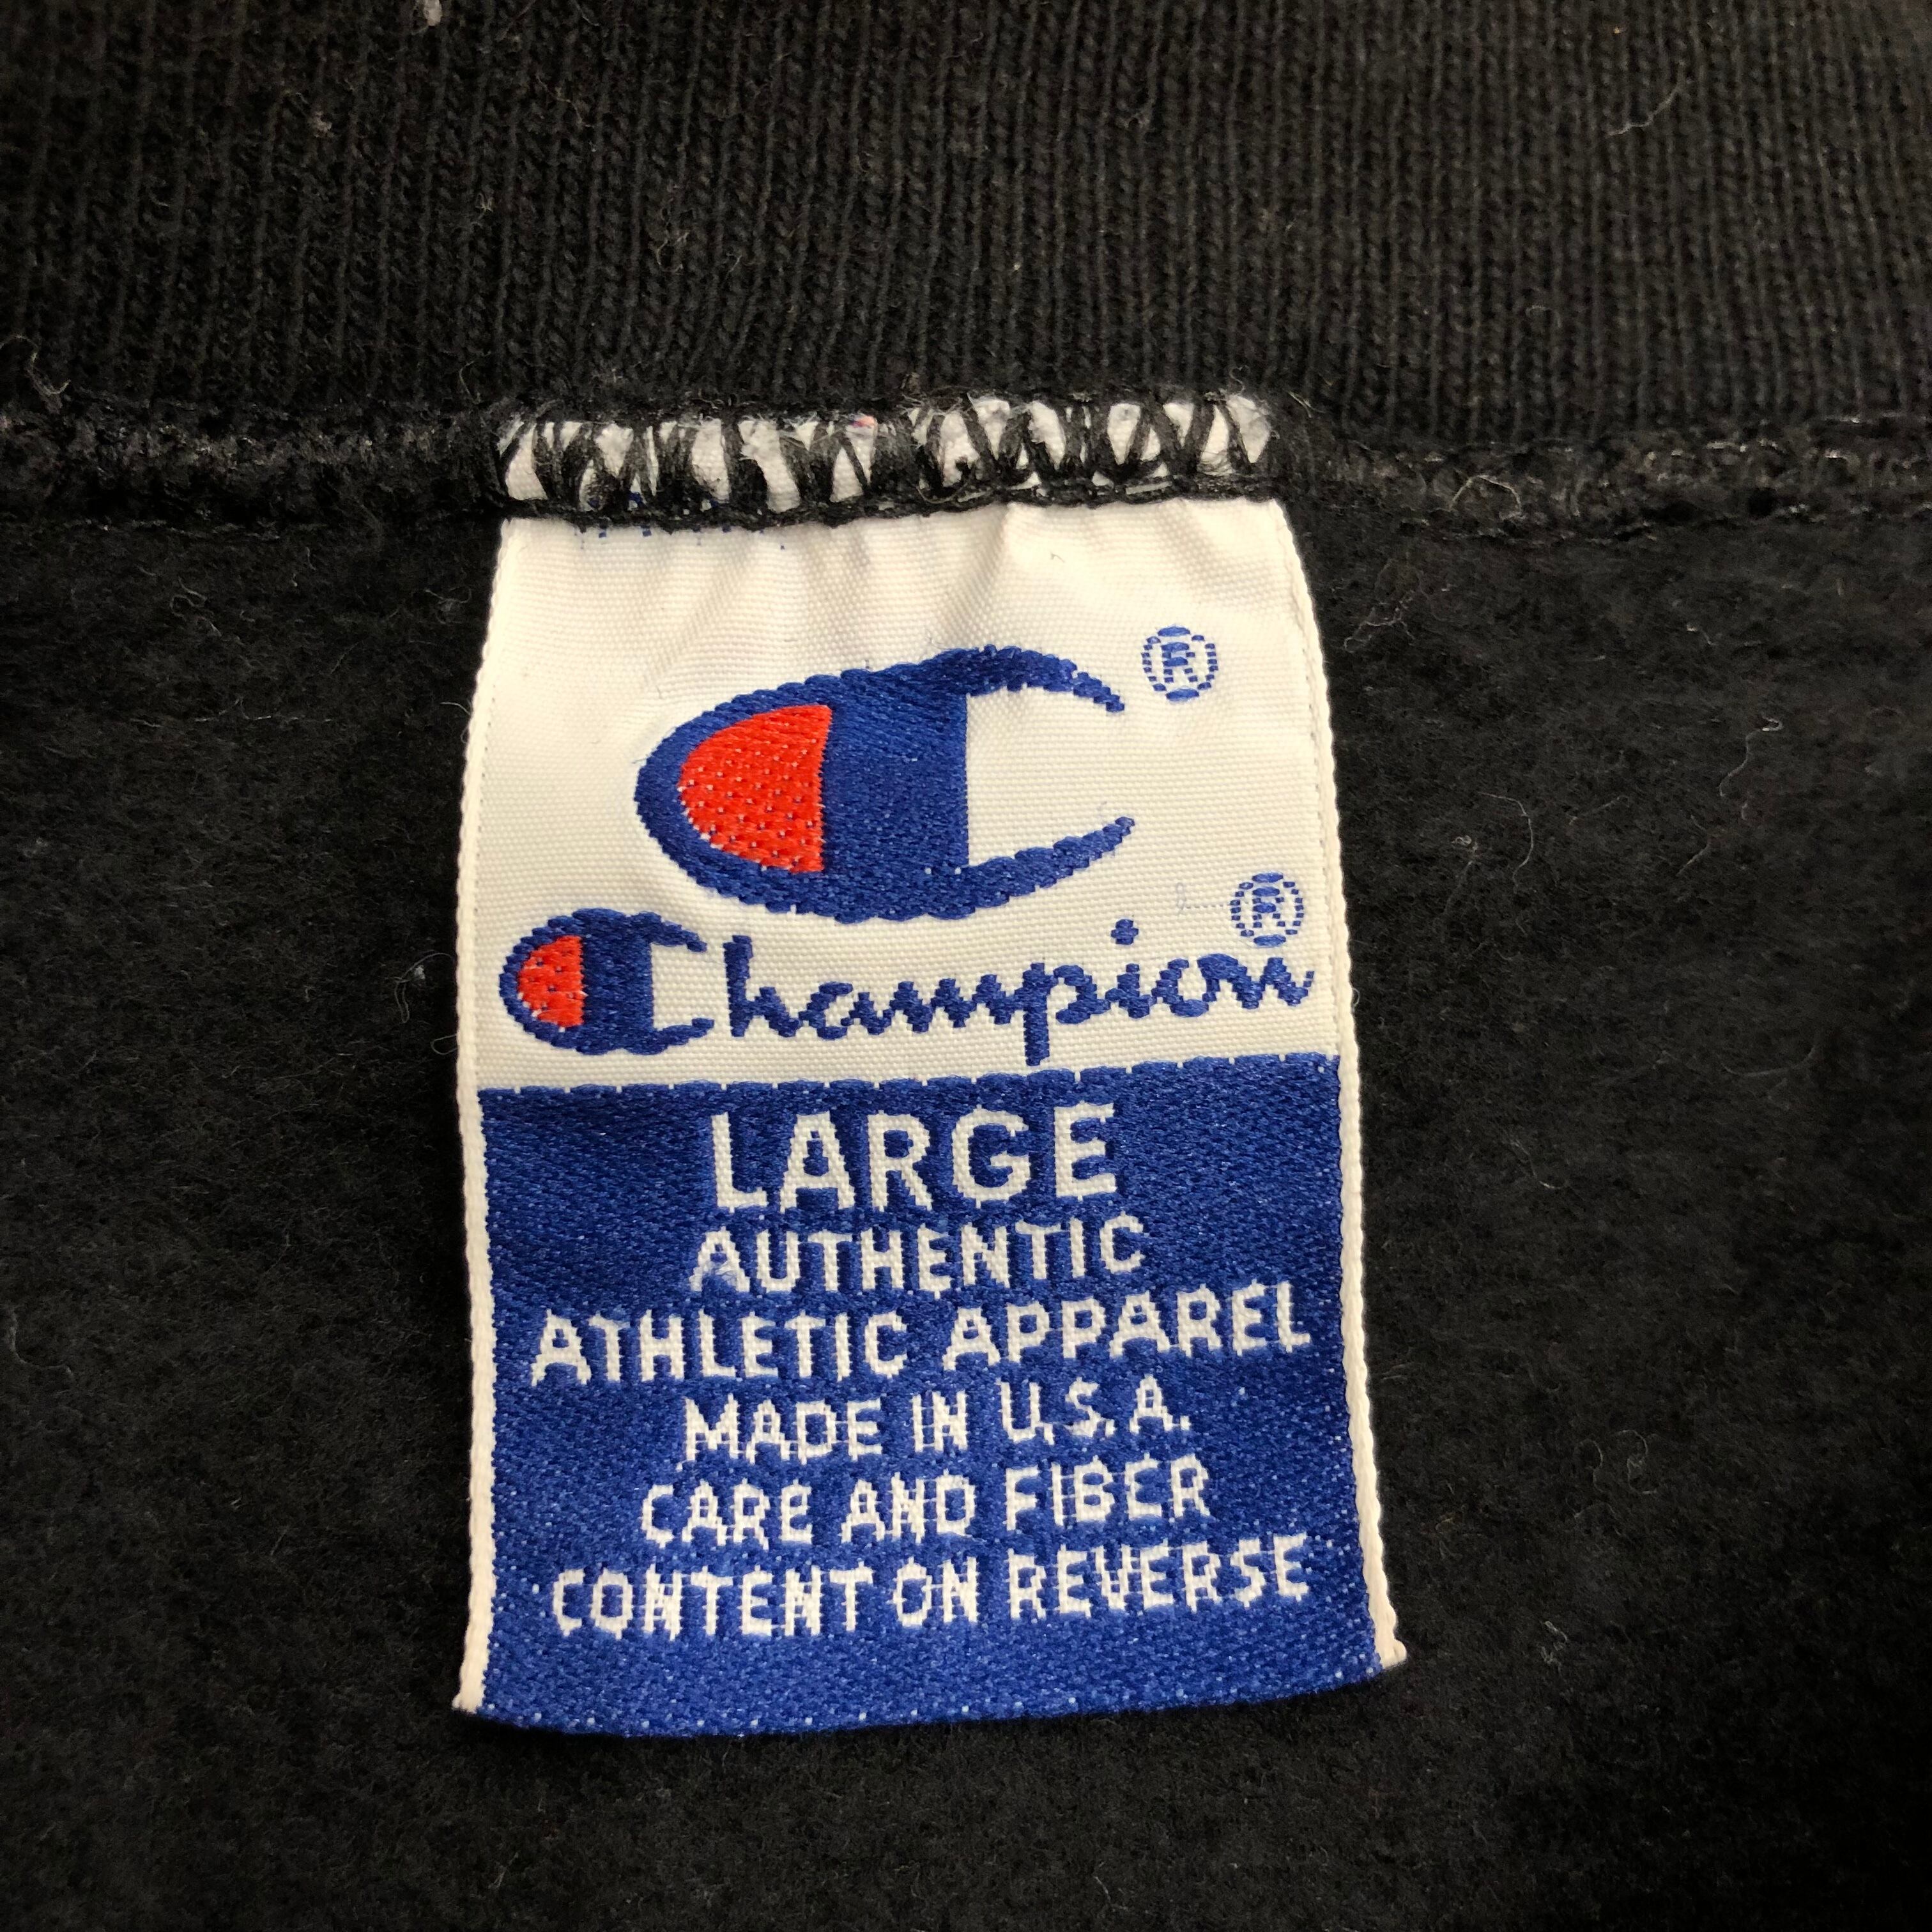 ®
Champion®
LARGE
AUTHENTIC
ATHLETIC APPAREL
MADE IN U.S.A.
CARE AND FIBER
CONTENT ON REVERSE